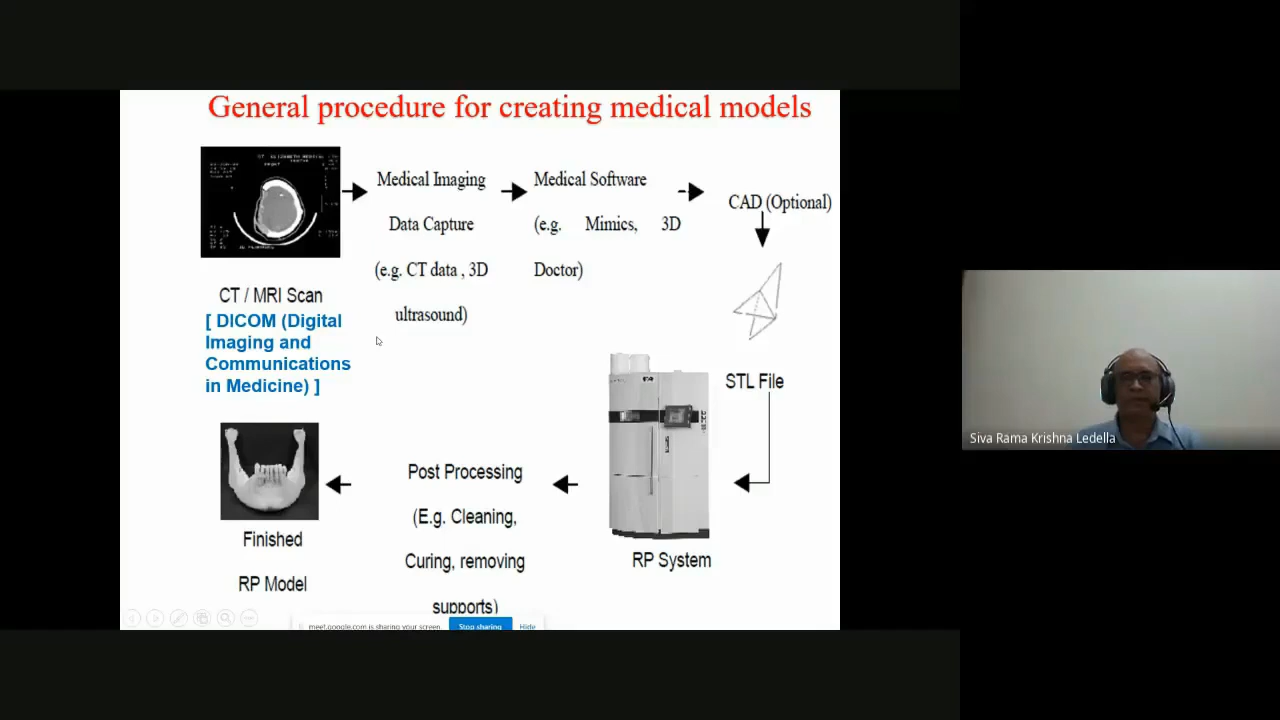 General procedure for creating medical models
Medical Imaging
Data Capture
(e.g. CT data , 3D
ultrasound)
Medical Software
(e.g. Mimics, 3D
Doctor)
CAD (Optional)
CT / MRI Scan
[ DICOM (Digital
Imaging and
Communications
in Medicine) ]
STL File
RP System
Post Processing
(E.g. Cleaning,
Curing, removing
supports)
Finished
RP Model
meet.google.com is sharing your screen.
Stop sharing
Hide
Siva Rama Krishna Ledella